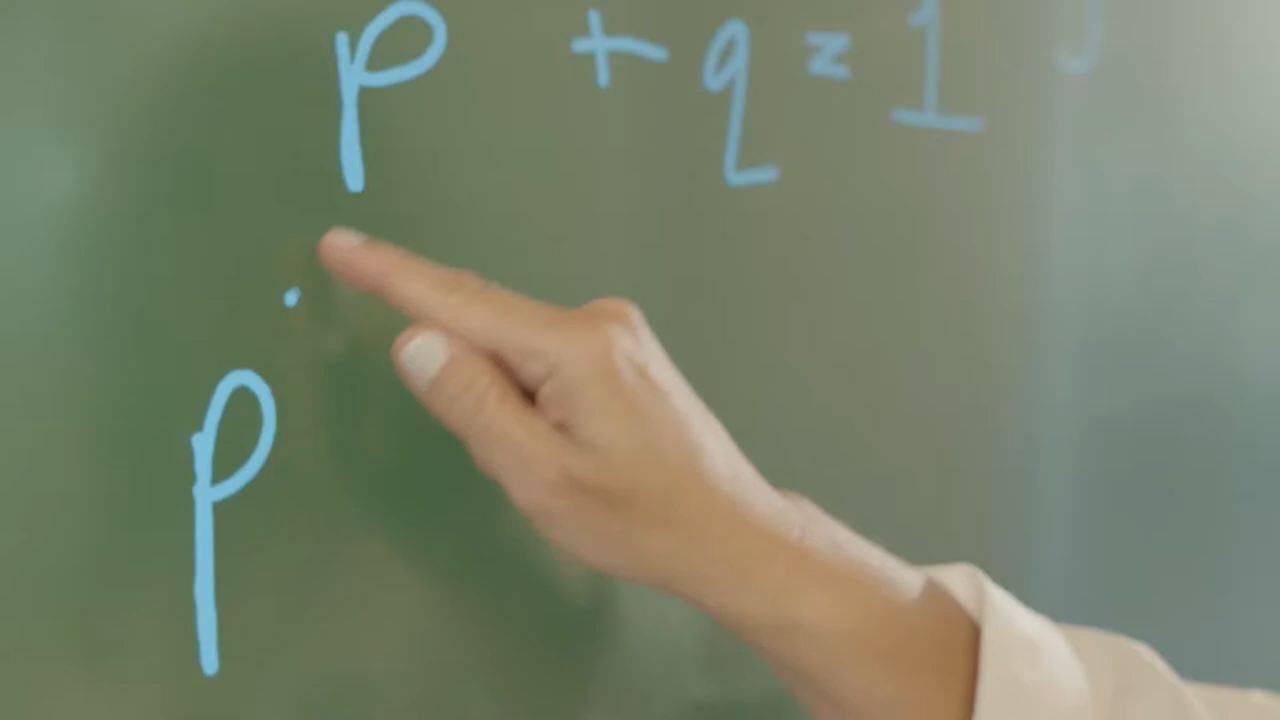 p + q = 1
p